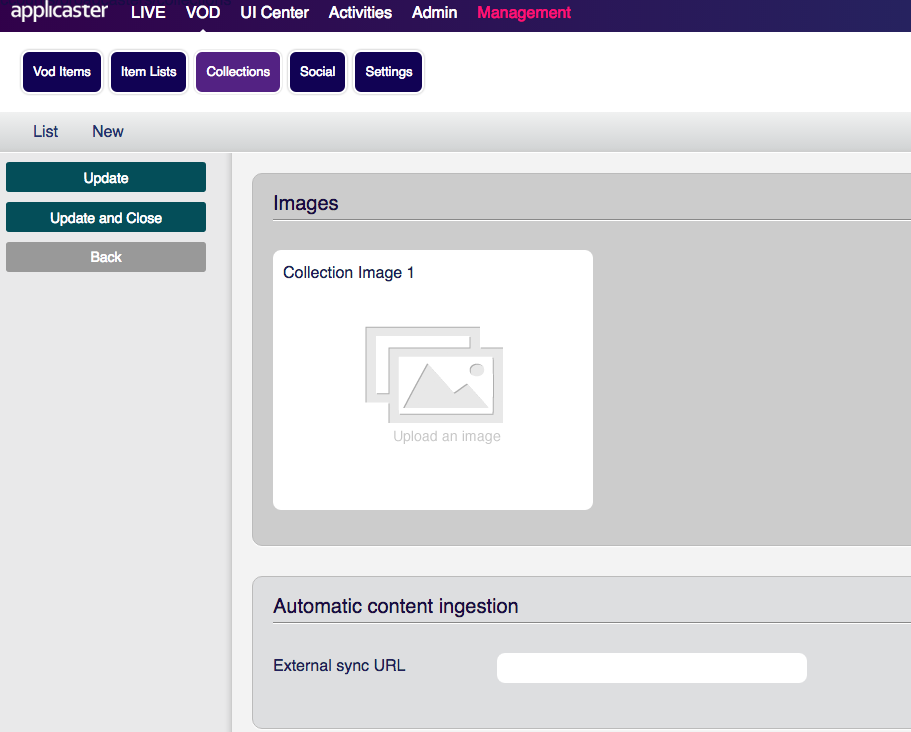 applicaster LIVE VOD UI Center Activities Admin Management
Vod Items Item Lists Collections Social Settings
List New
Update
Update and Close
Back
Images
Collection Image 1
Upload an image
Automatic content ingestion
External sync URL